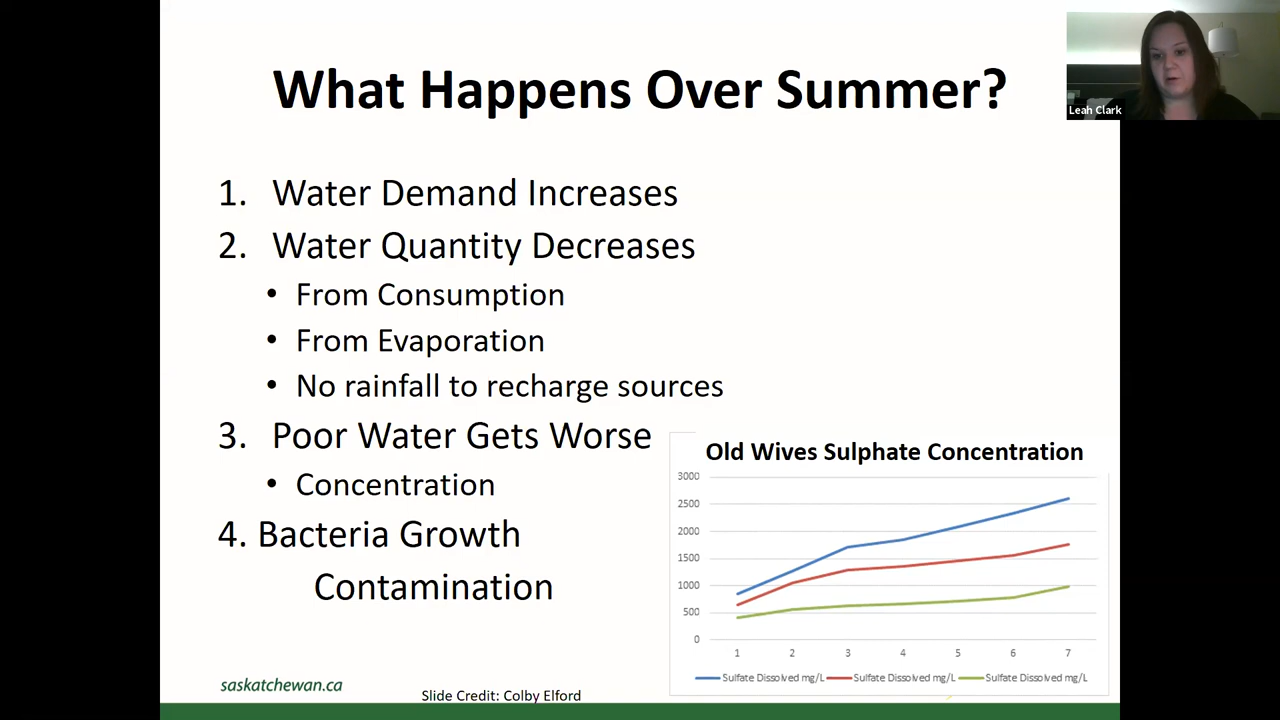 What Happens Over Summer?
Leah Clark
1. Water Demand Increases
2. Water Quantity Decreases
• From Consumption
• From Evaporation
• No rainfall to recharge sources
3. Poor Water Gets Worse
• Concentration
4. Bacteria Growth
Contamination
Old Wives Sulphate Concentration
3000
2500
2000
1500
1000
500
0
1 2 3 4 5 6 7
Sulfate Dissolved mg/L Sulfate Dissolved mg/L Sulfate Dissolved mg/L
saskatchewan.ca
Slide Credit: Colby Elford